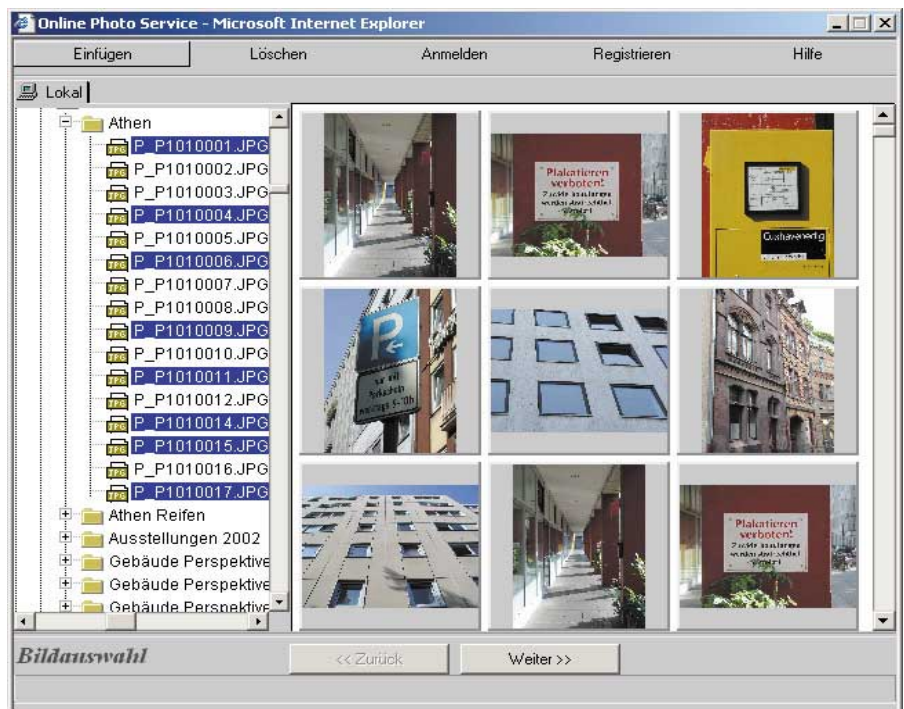 Online Photo Service - Microsoft Internet Explorer
Einfügen Löschen Anmelden Registrieren Hilfe
Lokal
Athen
P_P1010001.JPG
P_P1010002.JPG
P_P1010003.JPG
P_P1010004.JPG
P_P1010005.JPG
P_P1010006.JPG
P_P1010007.JPG
P_P1010008.JPG
P_P1010009.JPG
P_P1010010.JPG
P_P1010011.JPG
P_P1010012.JPG
P_P1010014.JPG
P_P1010015.JPG
P_P1010016.JPG
P_P1010017.JPG
Athen Reifen
Ausstellungen 2002
Gebäude Perspektive
Gebäude Perspektive
Gebäude Perspektive
Plakatieren
verboten!
P
Plakatieren
verboten!
Bildauswahl
<< Zurück Weiter >>